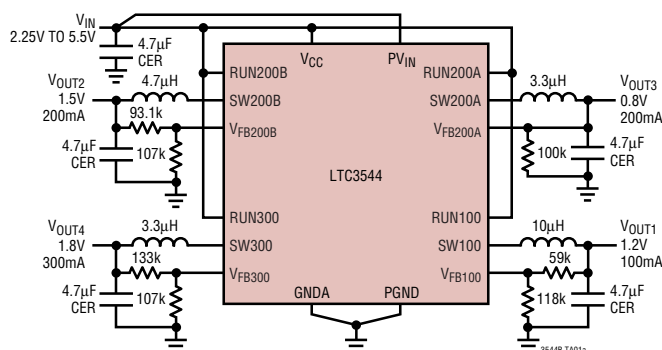 VIN
2.25V TO 5.5V
4.7µF
CER
VCC
PVIN
RUN200B
RUN200A
VOUT2
1.5V
200mA
4.7µH
SW200B
SW200A
3.3µH
VOUT3
0.8V
200mA
93.1k
VFB200B
VFB200A
4.7µF
CER
107k
LTC3544
100k
4.7µF
CER
RUN300
RUN100
VOUT4
1.8V
300mA
3.3µH
SW300
SW100
10µH
VOUT1
1.2V
100mA
133k
VFB300
VFB100
59k
4.7µF
CER
107k
GNDA
PGND
118k
4.7µF
CER
3544B TA01a